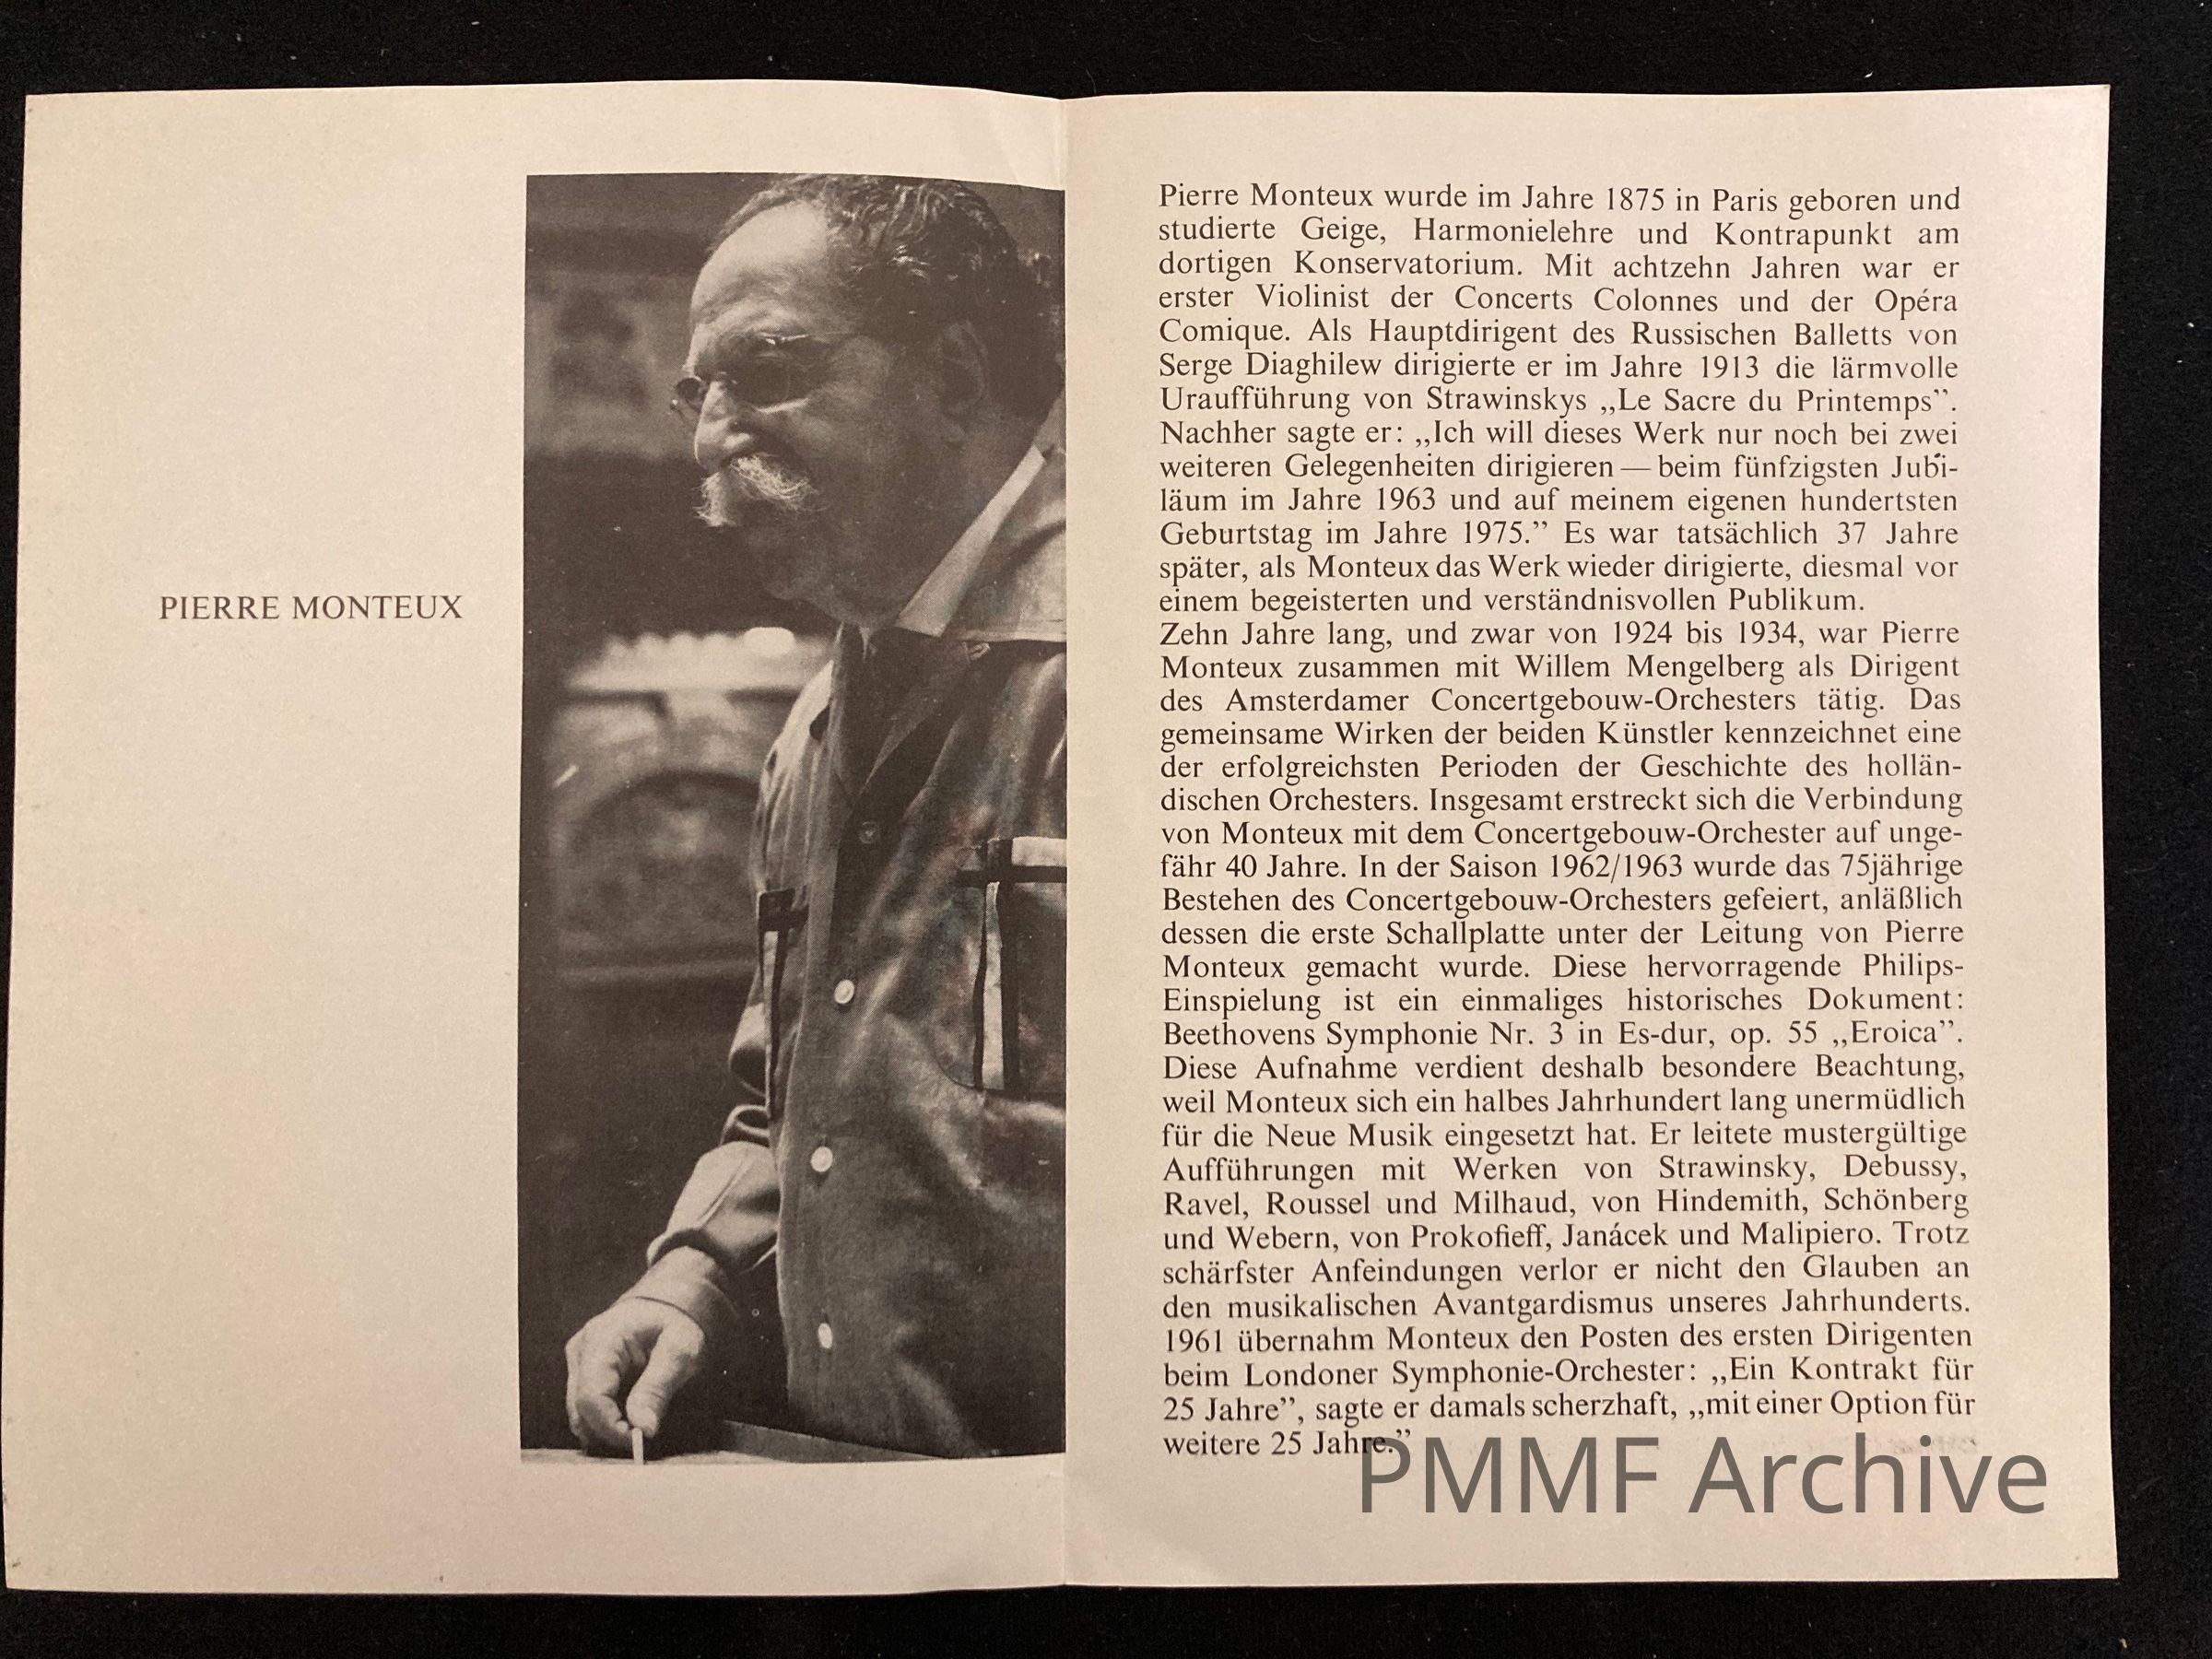 PIERRE MONTEUX
Pierre Monteux wurde im Jahre 1875 in Paris geboren und
studierte Geige, Harmonielehre und Kontrapunkt am
dortigen Konservatorium. Mit achtzehn Jahren war er
erster Violinist der Concerts Colonnes und der Opéra
Comique. Als Hauptdirigent des Russischen Balletts von
Serge Diaghilew dirigierte er im Jahre 1913 die lärmvolle
Uraufführung von Strawinskys „Le Sacre du Printemps”.
Nachher sagte er: „Ich will dieses Werk nur noch bei zwei
weiteren Gelegenheiten dirigieren — beim fünfzigsten Jubi-
läum im Jahre 1963 und auf meinem eigenen hundertsten
Geburtstag im Jahre 1975.” Es war tatsächlich 37 Jahre
später, als Monteux das Werk wieder dirigierte, diesmal vor
einem begeisterten und verständnisvollen Publikum.
Zehn Jahre lang, und zwar von 1924 bis 1934, war Pierre
Monteux zusammen mit Willem Mengelberg als Dirigent
des Amsterdamer Concertgebouw-Orchesters tätig. Das
gemeinsame Wirken der beiden Künstler kennzeichnet eine
der erfolgreichsten Perioden der Geschichte des hollän-
dischen Orchesters. Insgesamt erstreckt sich die Verbindung
von Monteux mit dem Concertgebouw-Orchester auf unge-
fähr 40 Jahre. In der Saison 1962/1963 wurde das 75jährige
Bestehen des Concertgebouw-Orchesters gefeiert, anläßlich
dessen die erste Schallplatte unter der Leitung von Pierre
Monteux gemacht wurde. Diese hervorragende Philips-
Einspielung ist ein einmaliges historisches Dokument:
Beethovens Symphonie Nr. 3 in Es-dur, op. 55 „Eroica”.
Diese Aufnahme verdient deshalb besondere Beachtung,
weil Monteux sich ein halbes Jahrhundert lang unermüdlich
für die Neue Musik eingesetzt hat. Er leitete mustergültige
Aufführungen mit Werken von Strawinsky, Debussy,
Ravel, Roussel und Milhaud, von Hindemith, Schönberg
und Webern, von Prokofieff, Janácek und Malipiero. Trotz
schärfster Anfeindungen verlor er nicht den Glauben an
den musikalischen Avantgardismus unseres Jahrhunderts.
1961 übernahm Monteux den Posten des ersten Dirigenten
beim Londoner Symphonie-Orchester: „Ein Kontrakt für
25 Jahre”, sagte er damals scherzhaft, „mit einer Option für
weitere 25 Jahre.”
PMMF Archive